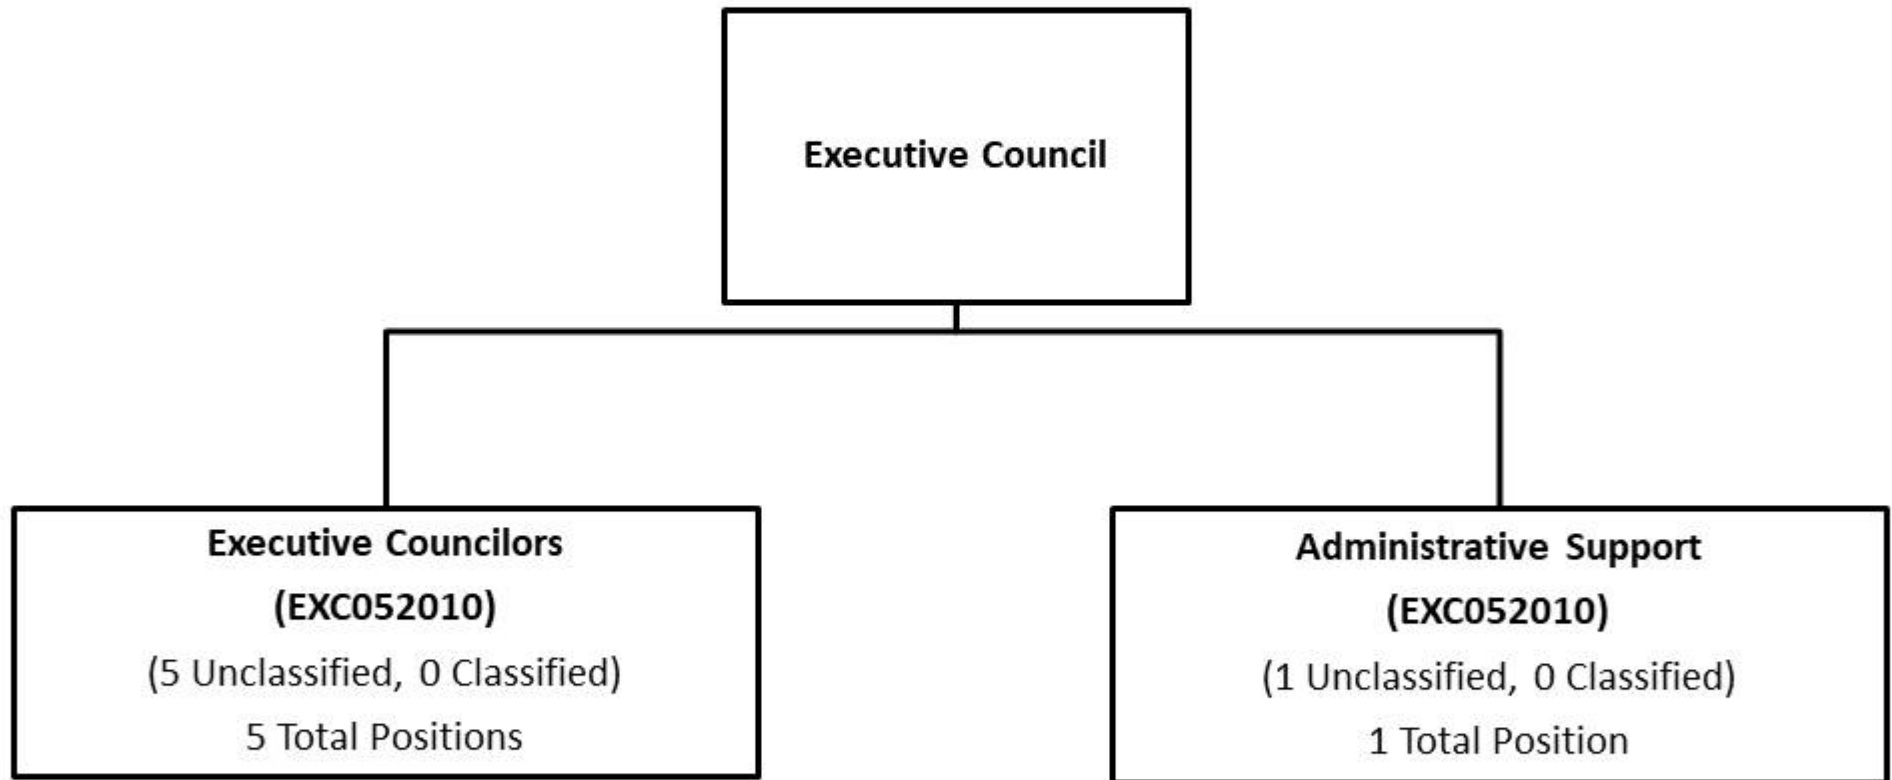 Executive Council
Executive Councilors
(EXC052010)
(5 Unclassified, 0 Classified)
5 Total Positions
Administrative Support
(EXC052010)
(1 Unclassified, 0 Classified)
1 Total Position